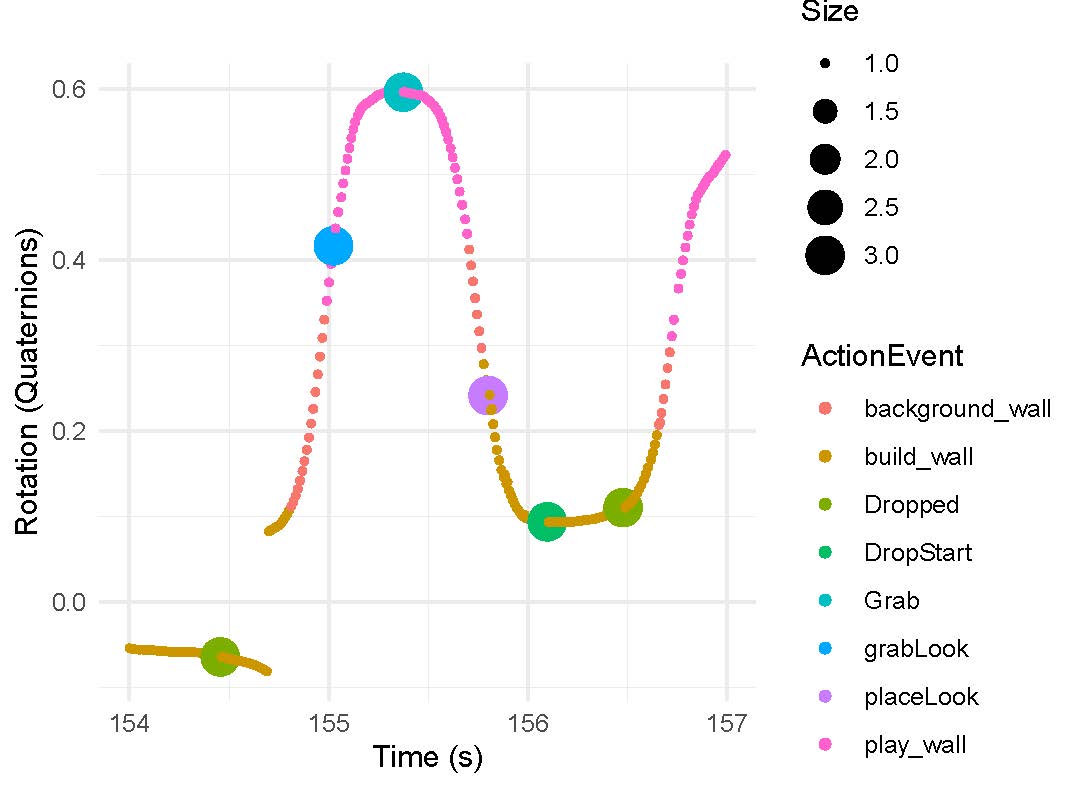 Size
1.0
1.5
2.0
2.5
3.0
ActionEvent
background_wall
build_wall
Dropped
DropStart
Grab
grabLook
placeLook
play_wall
Rotation (Quaternions)
0.6
0.4
0.2
0.0
154 155 156 157
Time (s)